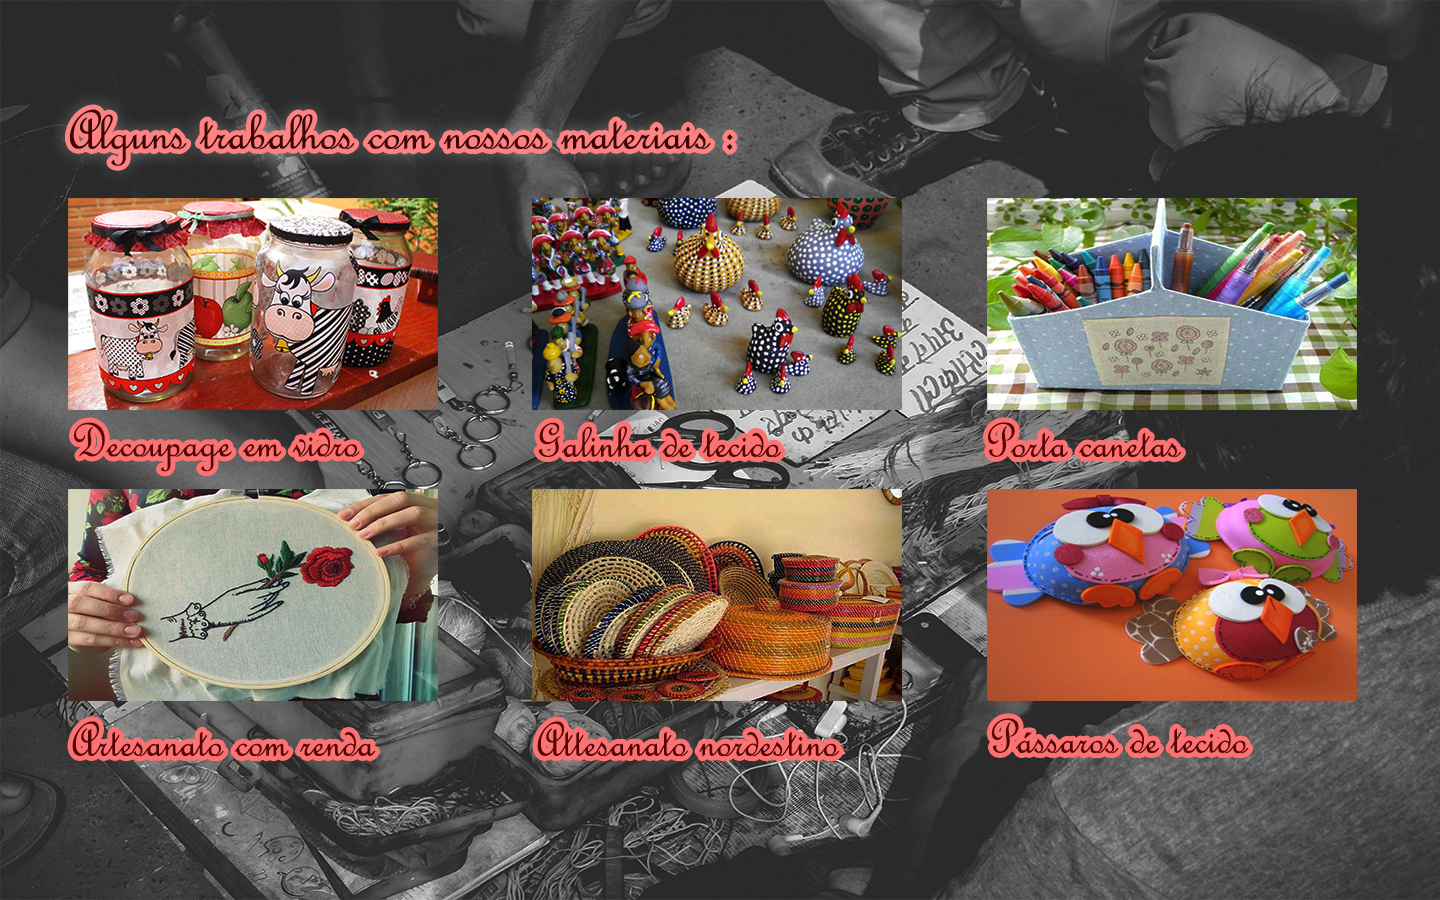 Alguns trabalhos com nossos materiais :
Decoupage em vidro
Galinha de tecido
Porta canetas
Artesanato com renda
Attesanato nordestino
Pássaros de tecido